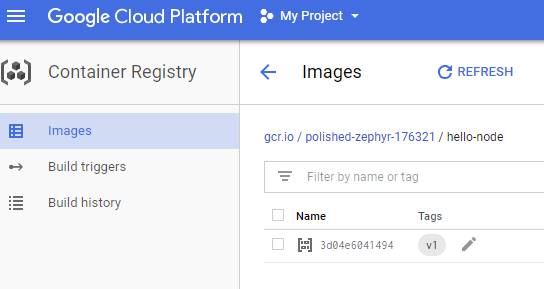 Google Cloud Platform My Project
Container Registry
Images
Build triggers
Build history
Images REFRESH
gcr.io / polished-zephyr-176321 / hello-node
Filter by name or tag
Name Tags
3d04e6041494 v1